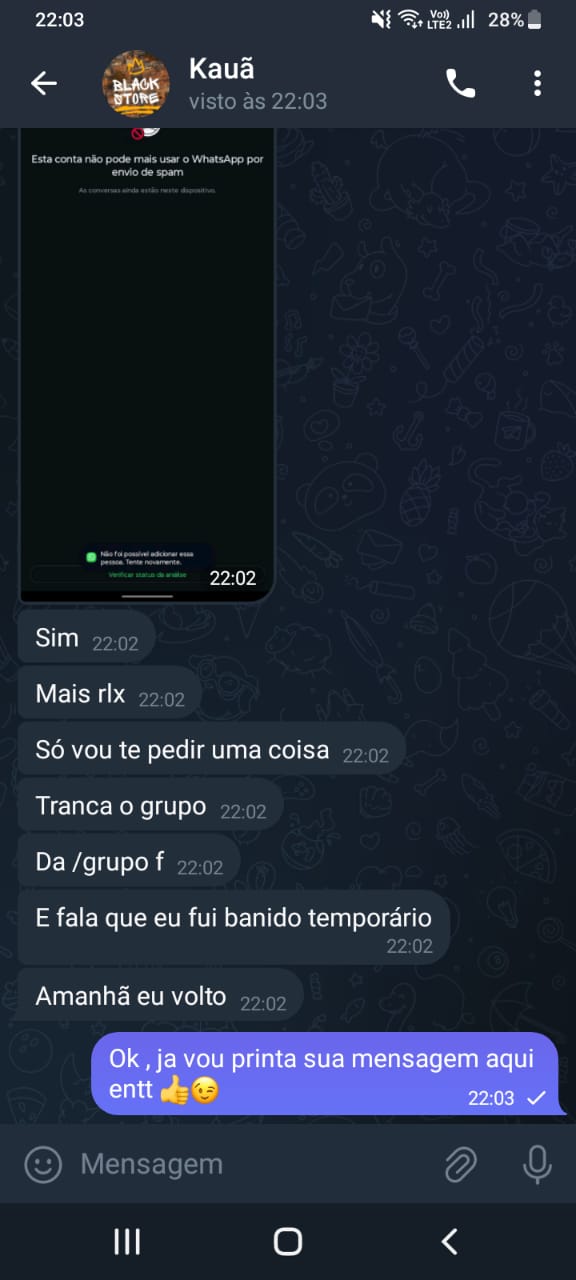 22:03
Vo))
LTE2
28%
BLACK
STORE
Kauã
visto às 22:03
Esta conta não pode mais usar o WhatsApp por
envio de spam
As conversas ainda estão neste dispositivo.
Não foi possível adicionar essa
pessoa. Tente novamente.
Verificar status da análise
22:02
Sim 22:02
Mais rlx 22:02
Só vou te pedir uma coisa 22:02
Tranca o grupo 22:02
Da /grupo f 22:02
E fala que eu fui banido temporário
22:02
Amanhã eu volto 22:02
Ok , ja vou printa sua mensagem aqui
entt 👍😉
22:03
Mensagem